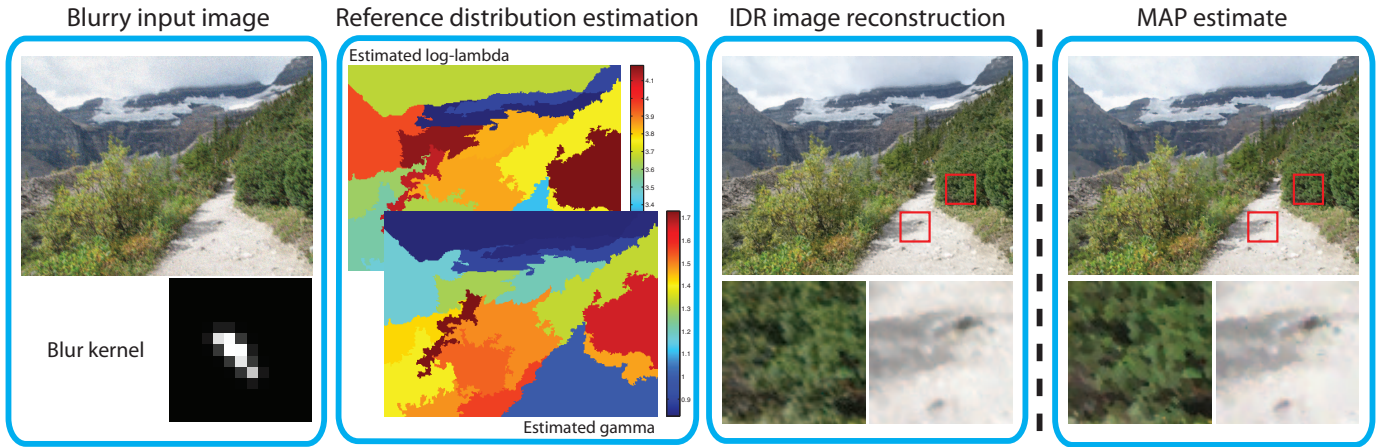 Blurry input image
Reference distribution estimation
IDR image reconstruction
MAP estimate
Estimated log-lambda
4.1
4
3.9
3.8
3.7
3.6
3.5
3.4
1.7
1.6
1.5
1.4
1.3
1.2
1.1
1
0.9
Estimated gamma
Blur kernel